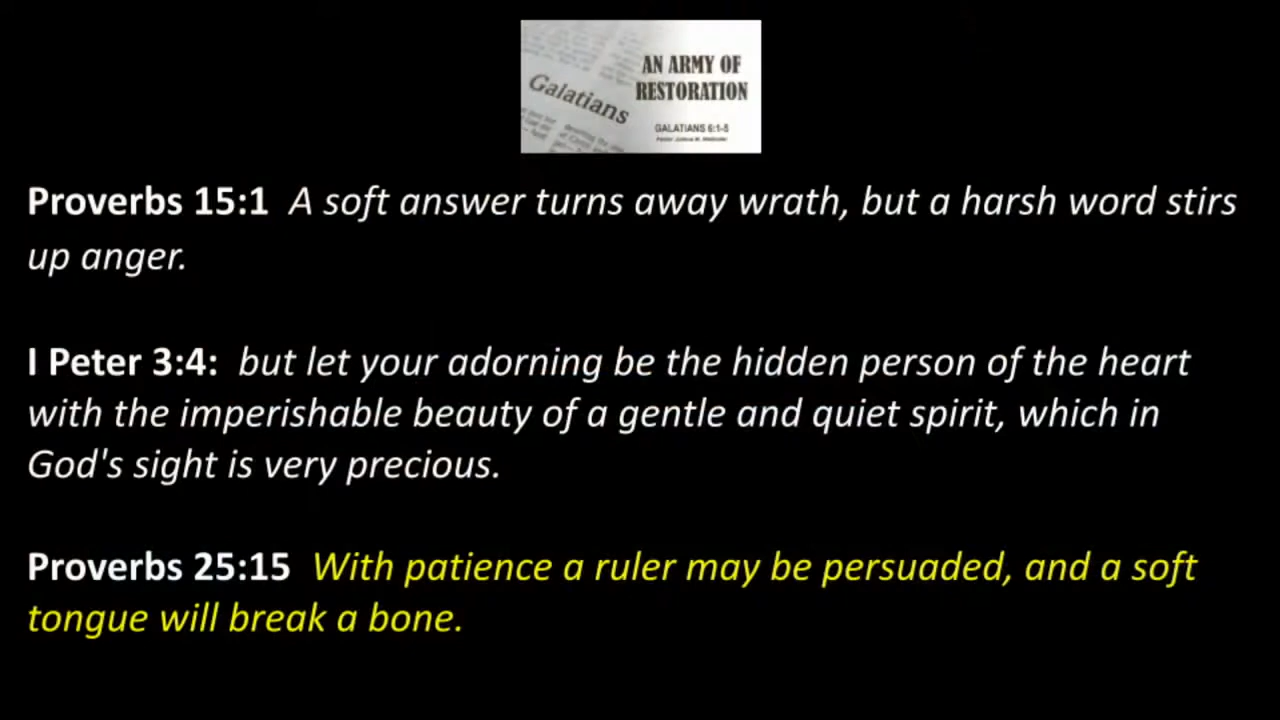 Galatians
AN ARMY OF
RESTORATION
GALATIANS 6:1-5
Proverbs 15:1 A soft answer turns away wrath, but a harsh word stirs
up anger.
I Peter 3:4: but let your adorning be the hidden person of the heart
with the imperishable beauty of a gentle and quiet spirit, which in
God's sight is very precious.
Proverbs 25:15 With patience a ruler may be persuaded, and a soft
tongue will break a bone.